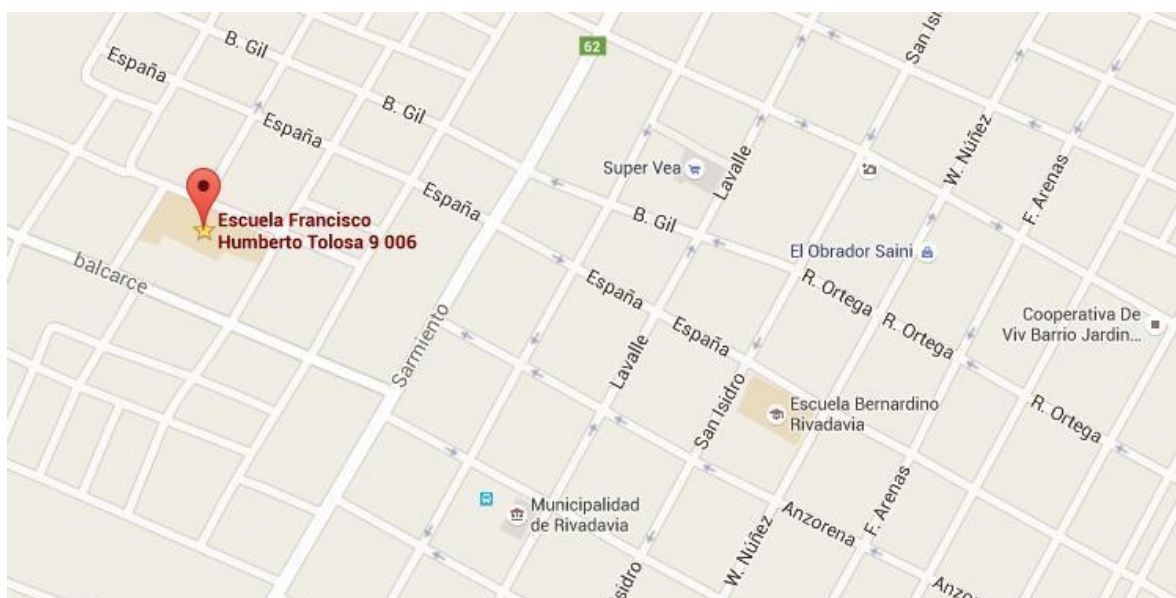 B. Gil
62
San Isidro
España
B. Gil
España
W. Núñez
Super Vea
Lavalle
F. Arenas
España
B. Gil
Escuela Francisco
Humberto Tolosa 9 006
El Obrador Saini
balcarce
España
R. Ortega
Cooperativa De
Viv Barrio Jardin...
Sarmiento
España
R. Ortega
Lavalle
San Isidro
Escuela Bernardino
Rivadavia
R. Ortega
Municipalidad
de Rivadavia
Anzorena
F. Arenas
W. Núñez
Isidro
Anzo